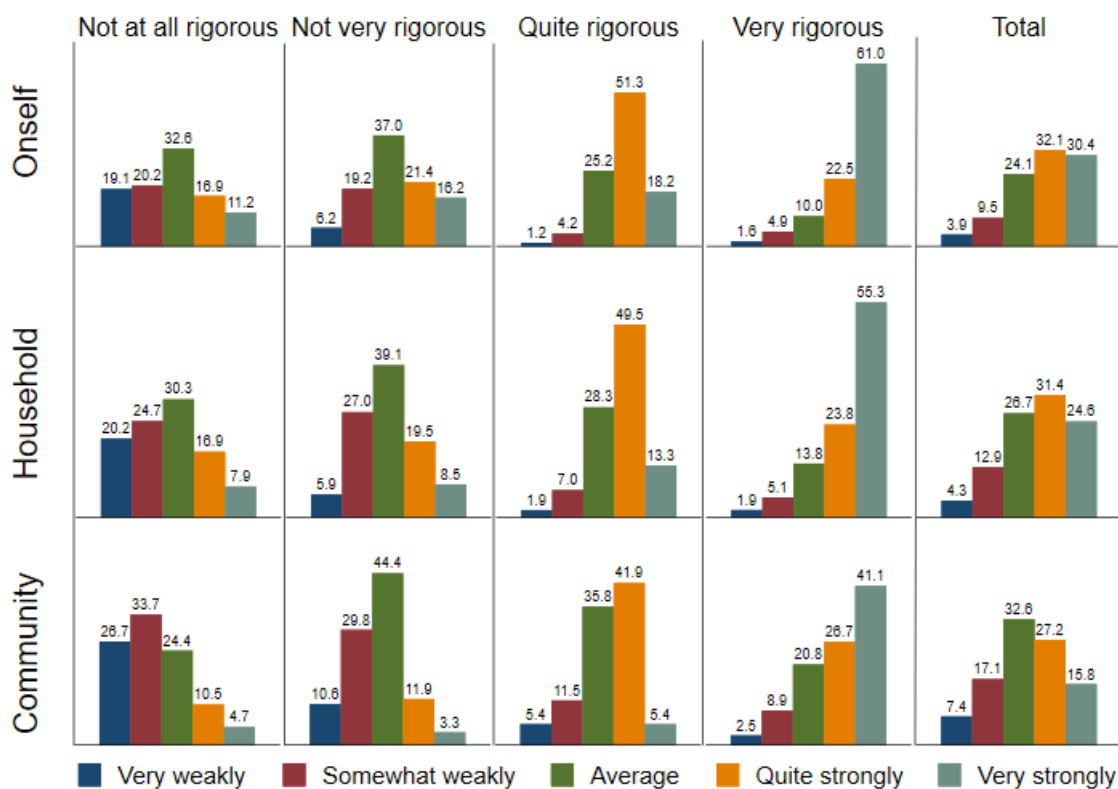 Not at all rigorous Not very rigorous Quite rigorous Very rigorous Total
Onself
19.1 20.2 32.6 16.9 11.2
6.2 19.2 37.0 21.4 16.2
1.2 4.2 25.2 51.3 18.2
1.6 4.9 10.0 22.5 61.0
3.9 9.5 24.1 32.1 30.4
Household
20.2 24.7 30.3 16.9 7.9
5.9 27.0 39.1 19.5 8.5
1.9 7.0 28.3 49.5 13.3
1.9 5.1 13.8 23.8 55.3
4.3 12.9 26.7 31.4 24.6
Community
26.7 33.7 24.4 10.5 4.7
10.6 29.8 44.4 11.9 3.3
5.4 11.5 35.8 41.9 5.4
2.5 8.9 20.8 26.7 41.1
7.4 17.1 32.6 27.2 15.8
Very weakly Somewhat weakly Average Quite strongly Very strongly